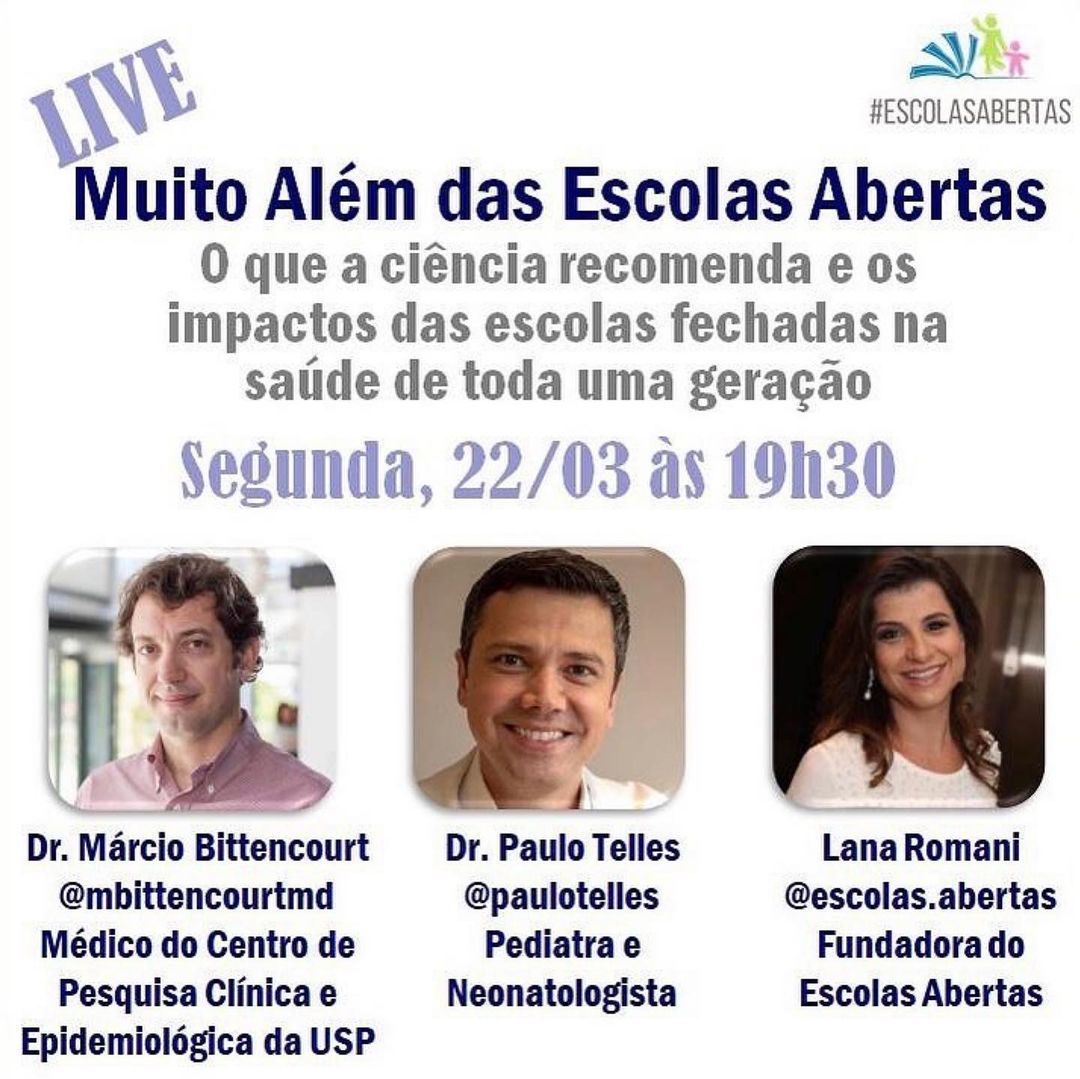 LIVE
#ESCOLASABERTAS
Muito Além das Escolas Abertas
O que a ciência recomenda e os
impactos das escolas fechadas na
saúde de toda uma geração
Segunda, 22/03 às 19h30
Dr. Márcio Bittencourt
@mbittencourtmd
Médico do Centro de
Pesquisa Clínica e
Epidemiológica da USP
Dr. Paulo Telles
@paulotelles
Pediatra e
Neonatologista
Lana Romani
@escolas.abertas
Fundadora do
Escolas Abertas